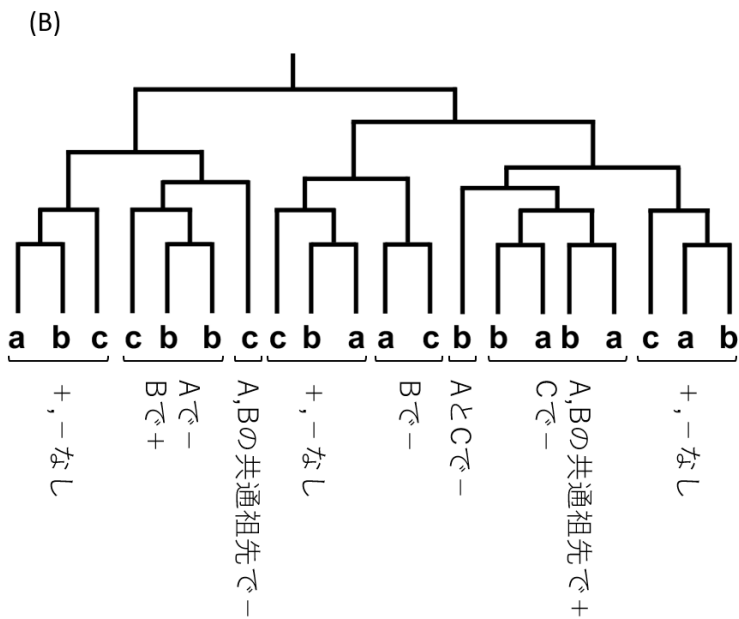 (B)
a b c c b b c c b a a c b b a b a c a b
+,−なし
Aで−
Bで+
A,Bの共通祖先で−
+,−なし
Bで−
AとCで−
A,Bの共通祖先で+
Cで−
+,−なし